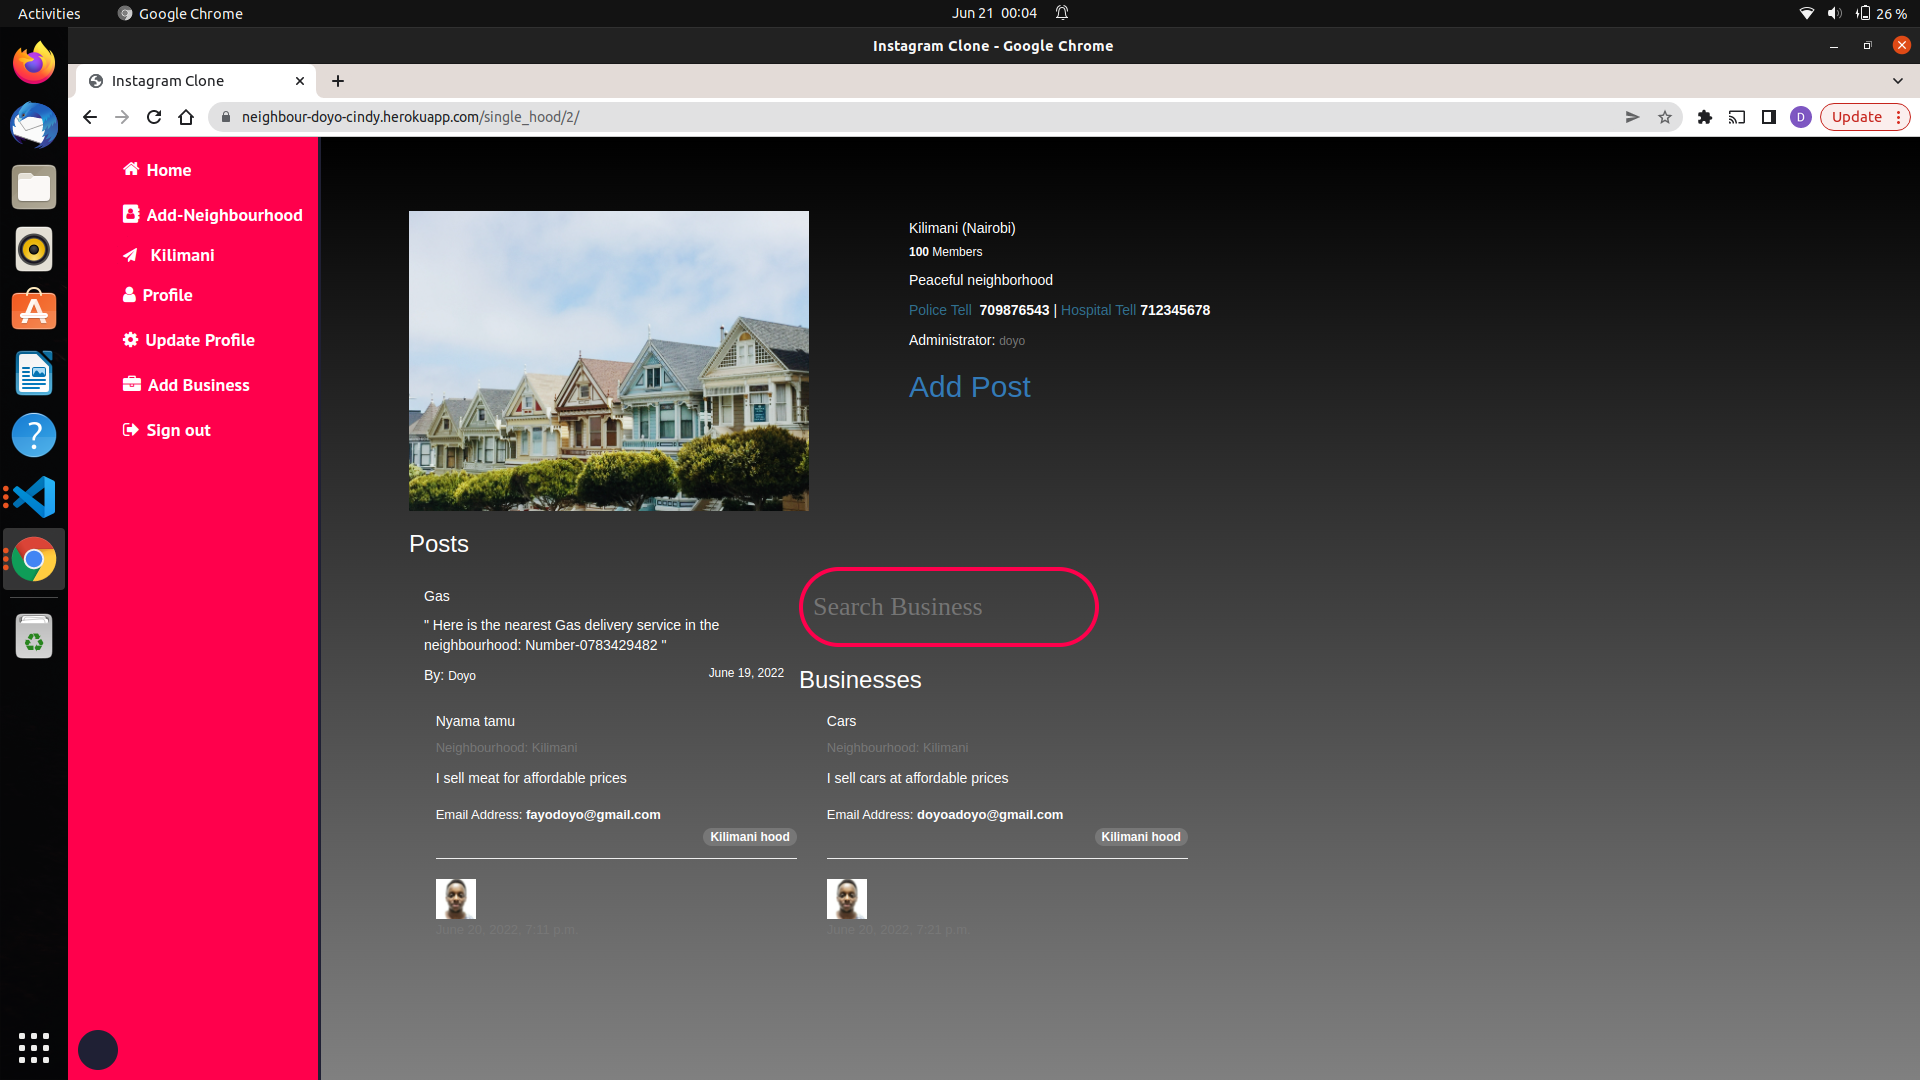 Activities
Google Chrome
Jun 21 00:04
26 %
Instagram Clone - Google Chrome
Instagram Clone
neighbour-doyo-cindy.herokuapp.com/single_hood/2/
D
Update
Home
Add-Neighbourhood
Kilimani
Profile
Update Profile
Add Business
Sign out
Kilimani (Nairobi)
100 Members
Peaceful neighborhood
Police Tell 709876543 | Hospital Tell 712345678
Administrator: doyo
Add Post
Posts
Gas
" Here is the nearest Gas delivery service in the
neighbourhood: Number-0783429482 "
By: Doyo
June 19, 2022
Search Business
Businesses
Nyama tamu
Neighbourhood: Kilimani
I sell meat for affordable prices
Email Address: fayodoyo@gmail.com
Kilimani hood
June 20, 2022, 7:11 p.m.
Cars
Neighbourhood: Kilimani
I sell cars at affordable prices
Email Address: doyoadoyo@gmail.com
Kilimani hood
June 20, 2022, 7:21 p.m.